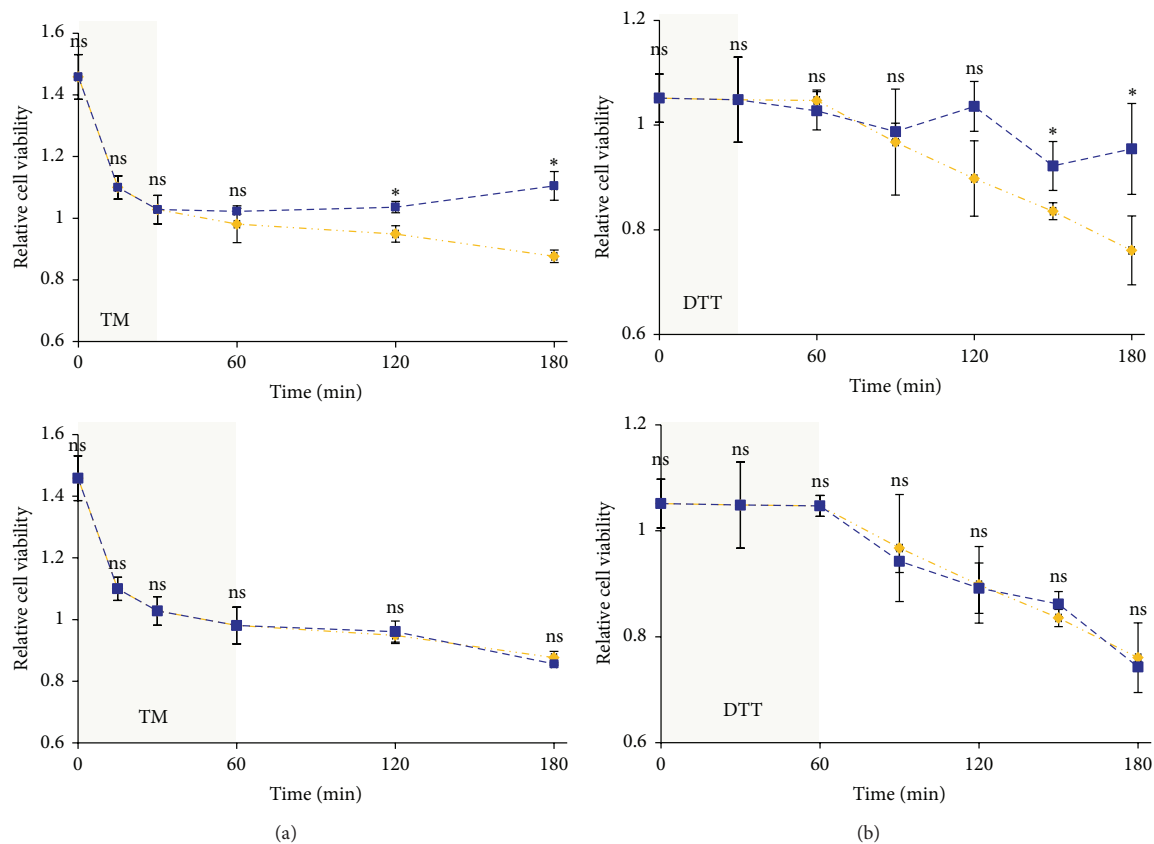 1.6
1.4
1.2
1
0.8
0.6
Relative cell viability
ns
ns
ns
ns
*
*
TM
0
60
120
180
Time (min)
1.2
1
0.8
0.6
Relative cell viability
ns
ns
ns
ns
ns
*
*
DTT
0
60
120
180
Time (min)
1.6
1.4
1.2
1
0.8
0.6
Relative cell viability
ns
ns
ns
ns
ns
ns
TM
0
60
120
180
Time (min)
(a)
1.2
1
0.8
0.6
Relative cell viability
ns
ns
ns
ns
ns
ns
ns
DTT
0
60
120
180
Time (min)
(b)